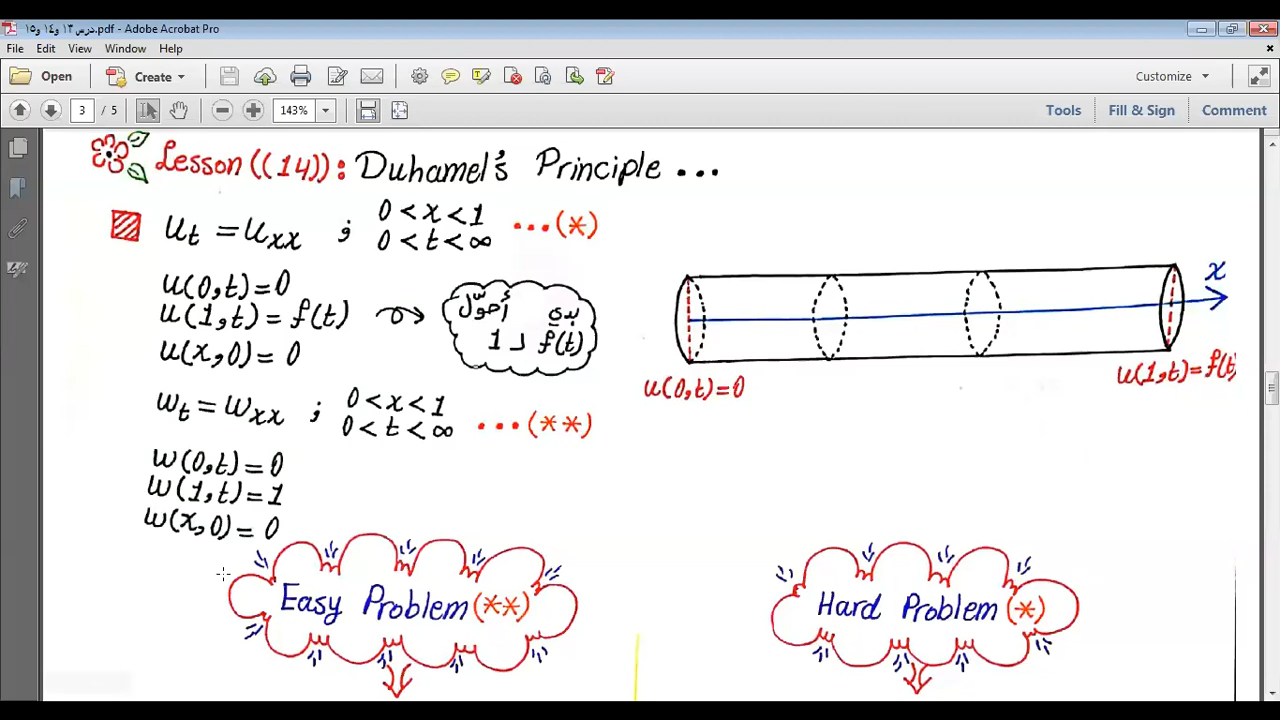 درس ١٣ و١٤ و١٥.pdf - Adobe Acrobat Pro
File Edit View Window Help
Open Create Customize
3 / 5 143% Tools Fill & Sign Comment
Lesson ((14)): Duhamel's Principle ...
u_t = u_xx ; 0 < x < 1 ...(*)
0 < t < ∞
u(0,t) = 0
u(1,t) = f(t)
بدي أحوّل
f(t) لـ 1
u(x,0) = 0
x
u(0,t)=0
u(1,t)=f(t)
w_t = w_xx ; 0 < x < 1
0 < t < ∞ ...(**)
w(0,t) = 0
w(1,t) = 1
w(x,0) = 0
Easy Problem (**)
Hard Problem (*)